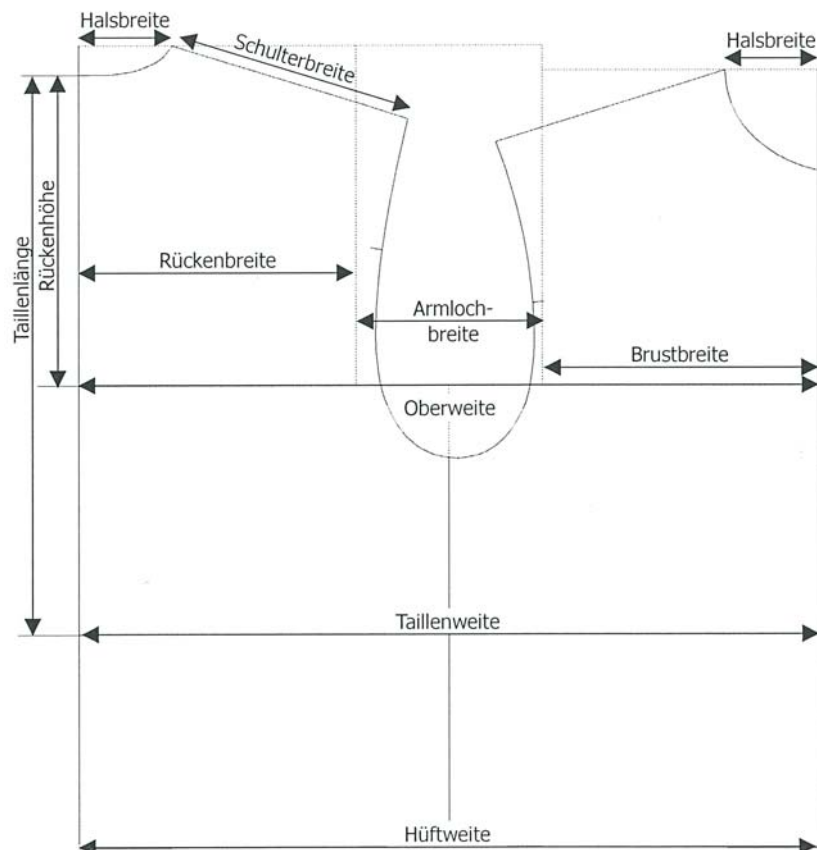 Halsbreite
Schulterbreite
Halsbreite
Taillenlänge
Rückenhöhe
Rückenbreite
Armloch-
breite
Brustbreite
Oberweite
Taillenweite
Hüftweite